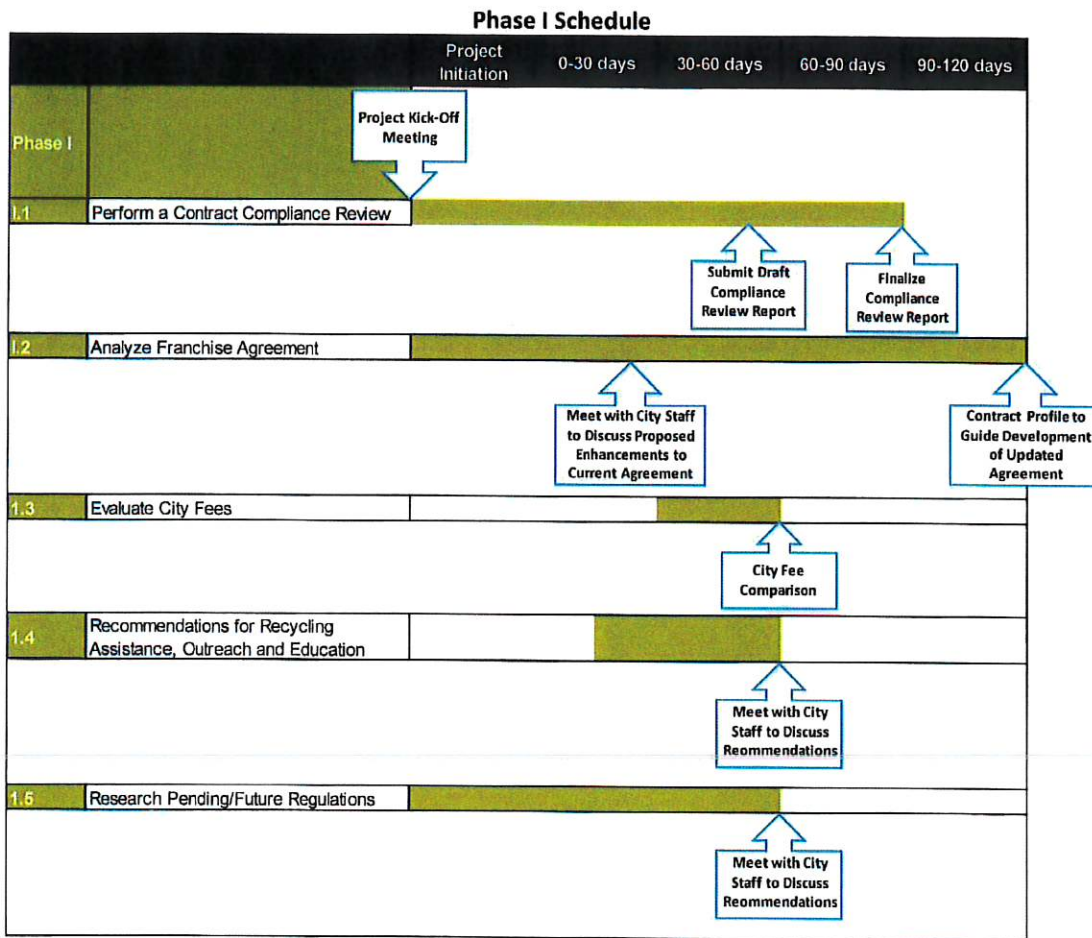 Phase I Schedule
Project
Initiation
0-30 days
30-60 days
60-90 days
90-120 days
Phase I
Project Kick-Off
Meeting
I.1
Perform a Contract Compliance Review
Submit Draft
Compliance
Review Report
Finalize
Compliance
Review Report
I.2
Analyze Franchise Agreement
Meet with City Staff
to Discuss Proposed
Enhancements to
Current Agreement
Contract Profile to
Guide Development
of Updated
Agreement
1.3
Evaluate City Fees
City Fee
Comparison
1.4
Recommendations for Recycling
Assistance, Outreach and Education
Meet with City
Staff to Discuss
Reommendations
1.5
Research Pending/Future Regulations
Meet with City
Staff to Discuss
Reommendations